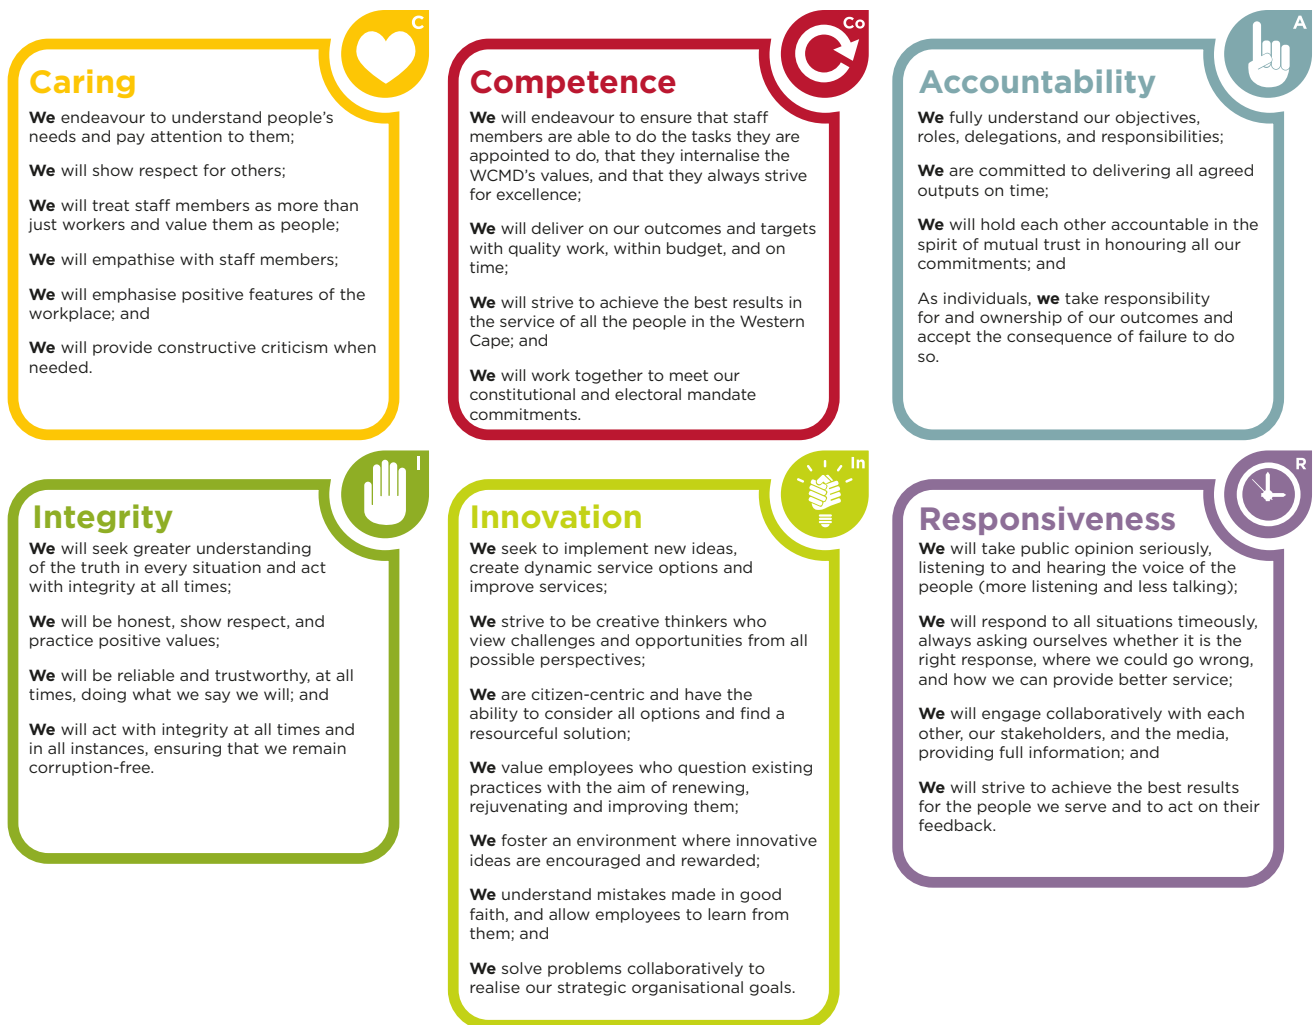 C
Caring
We endeavour to understand people's
needs and pay attention to them;
We will show respect for others;
We will treat staff members as more than
just workers and value them as people;
We will empathise with staff members;
We will emphasise positive features of the
workplace; and
We will provide constructive criticism when
needed.
Co
Competence
We will endeavour to ensure that staff
members are able to do the tasks they are
appointed to do, that they internalise the
WCMD's values, and that they always strive
for excellence;
We will deliver on our outcomes and targets
with quality work, within budget, and on
time;
We will strive to achieve the best results in
the service of all the people in the Western
Cape; and
We will work together to meet our
constitutional and electoral mandate
commitments.
A
Accountability
We fully understand our objectives,
roles, delegations, and responsibilities;
We are committed to delivering all agreed
outputs on time;
We will hold each other accountable in the
spirit of mutual trust in honouring all our
commitments; and
As individuals, we take responsibility
for and ownership of our outcomes and
accept the consequence of failure to do
so.
I
Integrity
We will seek greater understanding
of the truth in every situation and act
with integrity at all times;
We will be honest, show respect, and
practice positive values;
We will be reliable and trustworthy, at all
times, doing what we say we will; and
We will act with integrity at all times and
in all instances, ensuring that we remain
corruption-free.
In
Innovation
We seek to implement new ideas,
create dynamic service options and
improve services;
We strive to be creative thinkers who
view challenges and opportunities from all
possible perspectives;
We are citizen-centric and have the
ability to consider all options and find a
resourceful solution;
We value employees who question existing
practices with the aim of renewing,
rejuvenating and improving them;
We foster an environment where innovative
ideas are encouraged and rewarded;
We understand mistakes made in good
faith, and allow employees to learn from
them; and
We solve problems collaboratively to
realise our strategic organisational goals.
R
Responsiveness
We will take public opinion seriously,
listening to and hearing the voice of the
people (more listening and less talking);
We will respond to all situations timeously,
always asking ourselves whether it is the
right response, where we could go wrong,
and how we can provide better service;
We will engage collaboratively with each
other, our stakeholders, and the media,
providing full information; and
We will strive to achieve the best results
for the people we serve and to act on their
feedback.